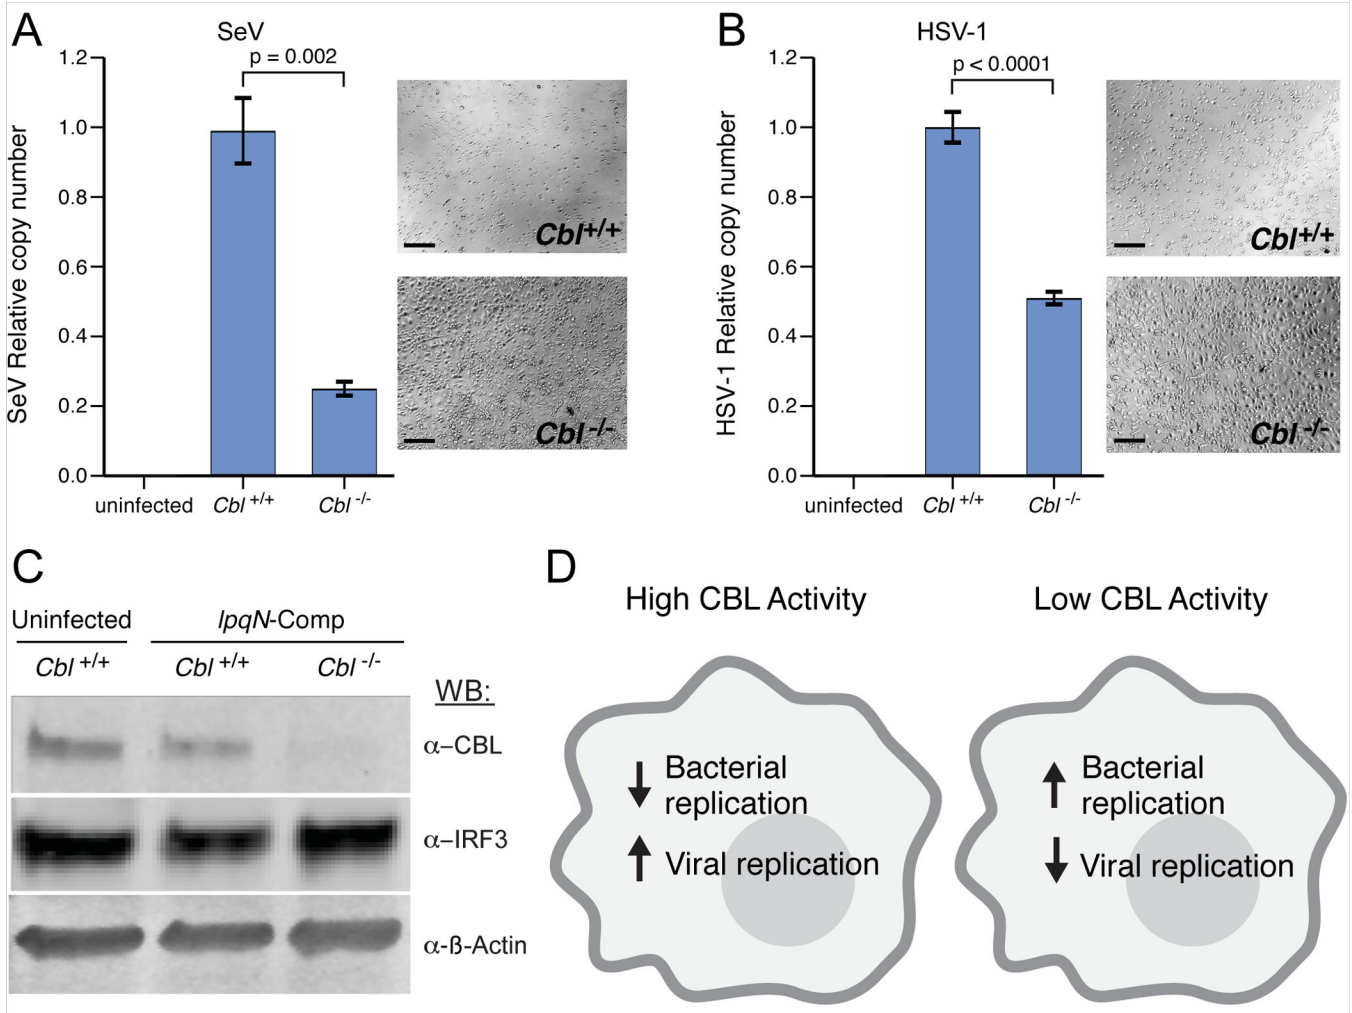 A
SeV
p = 0.002
SeV Relative copy number
1.2
1.0
0.8
0.6
0.4
0.2
0.0
uninfected Cbl +/+ Cbl -/-
Cbl+/+
Cbl -/-
B
HSV-1
p < 0.0001
HSV-1 Relative copy number
1.2
1.0
0.8
0.6
0.4
0.2
0.0
uninfected Cbl +/+ Cbl -/-
Cbl+/+
Cbl -/-
C
Uninfected lpqN-Comp
Cbl +/+ Cbl +/+ Cbl -/-
WB:
α–CBL
α–IRF3
α-ß-Actin
D
High CBL Activity
Bacterial
replication
Viral replication
Low CBL Activity
Bacterial
replication
Viral replication